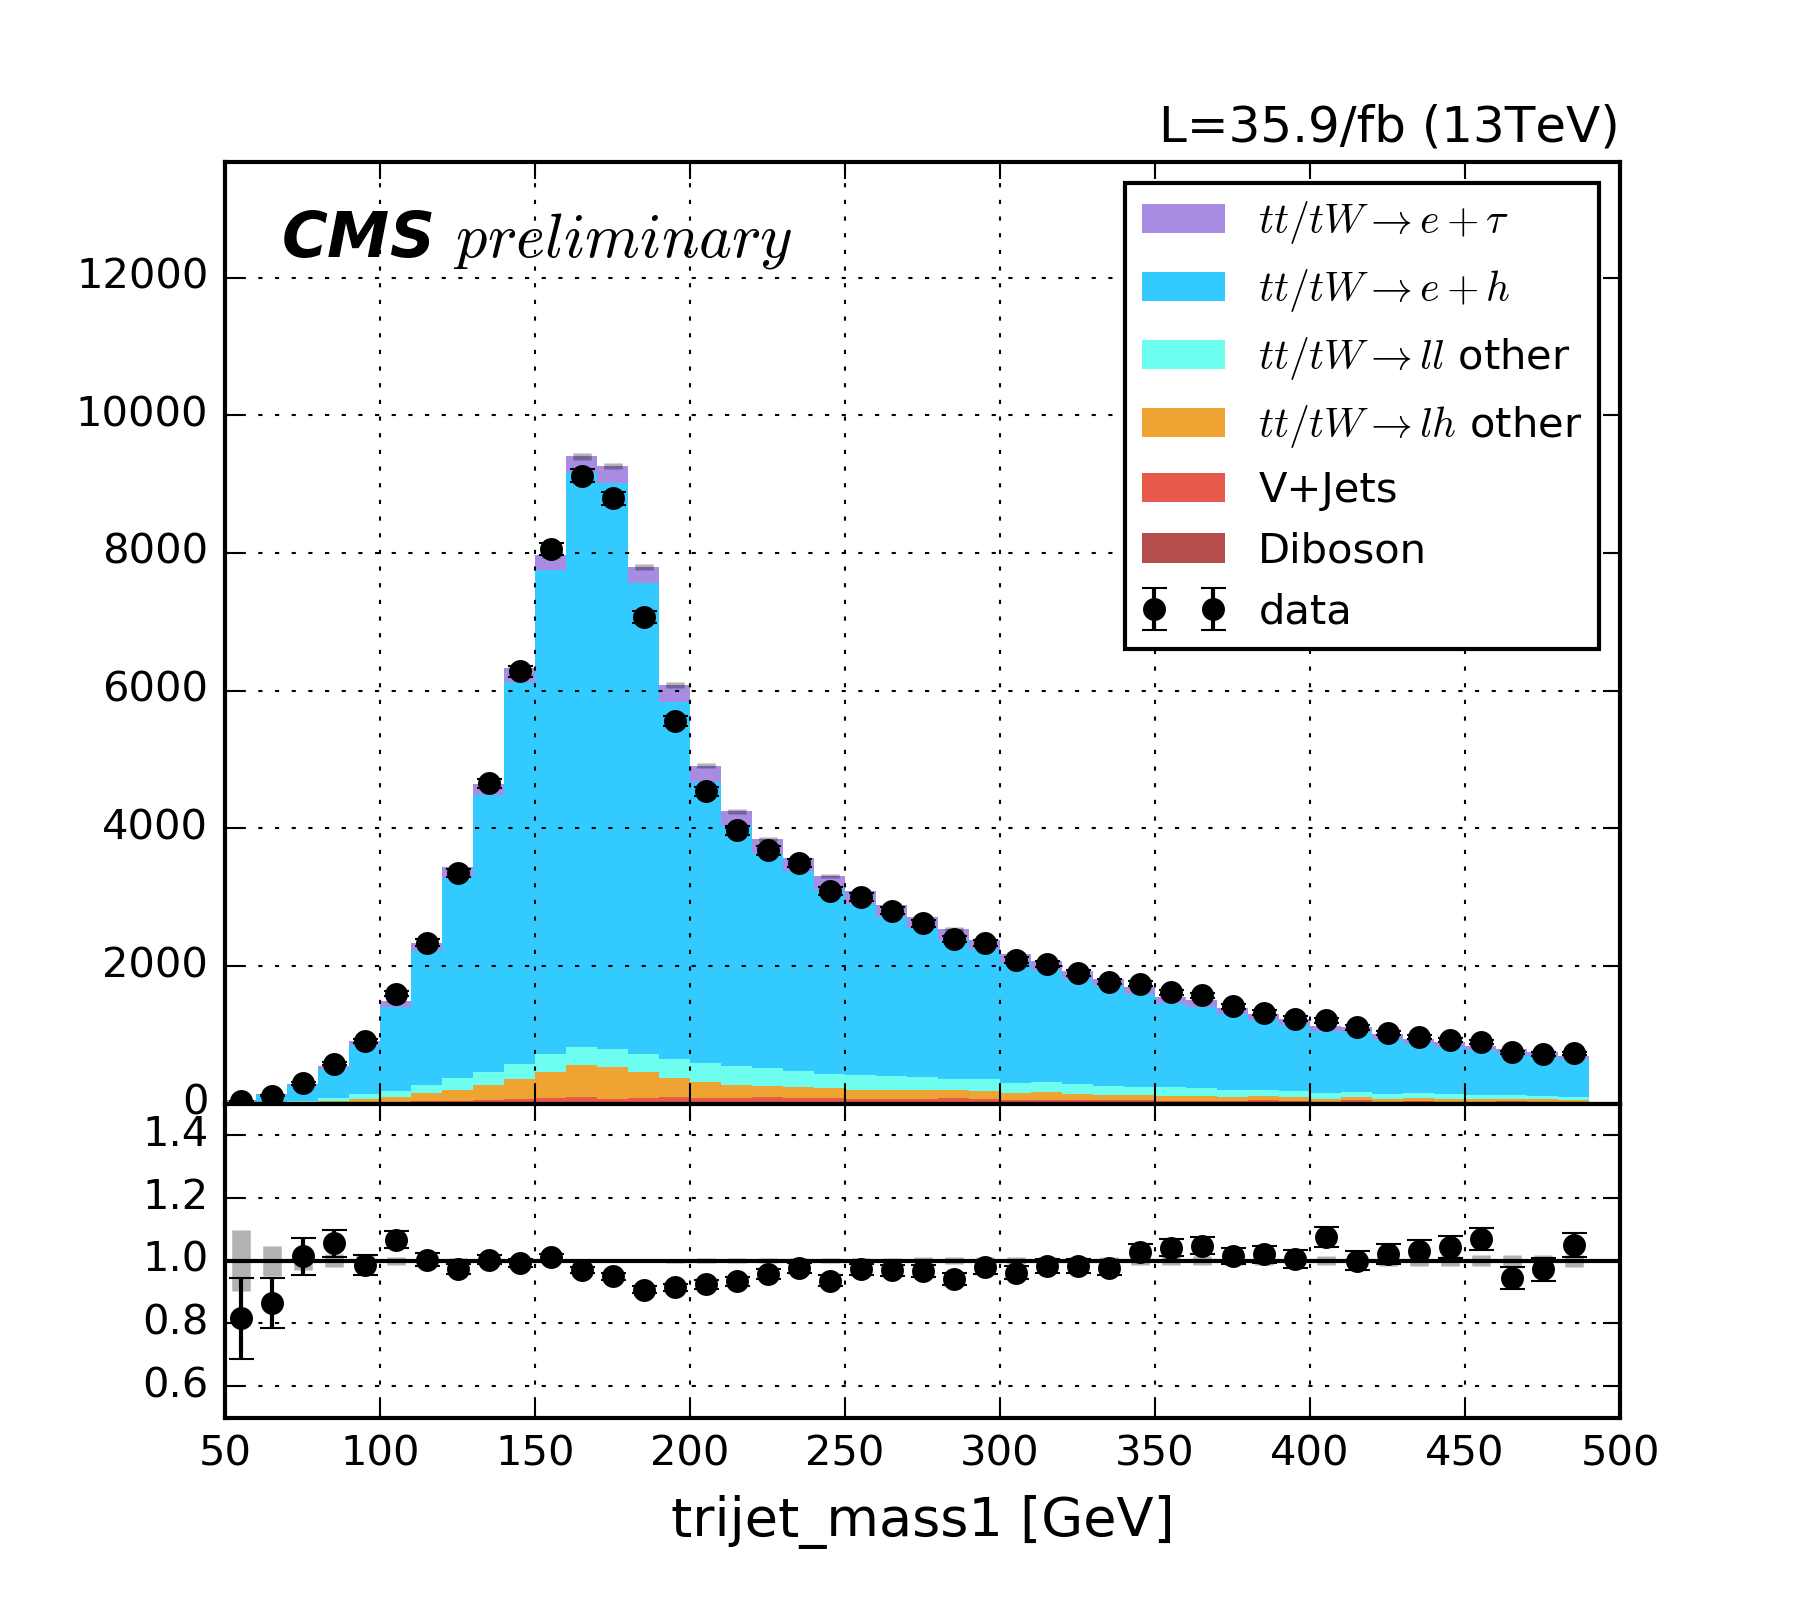 L=35.9/fb (13TeV)
CMS preliminary
tt/tW→e+τ
tt/tW→e+h
tt/tW→ll other
tt/tW→lh other
V+Jets
Diboson
data
12000
10000
8000
6000
4000
2000
0
1.4
1.2
1.0
0.8
0.6
50 100 150 200 250 300 350 400 450 500
trijet_mass1 [GeV]